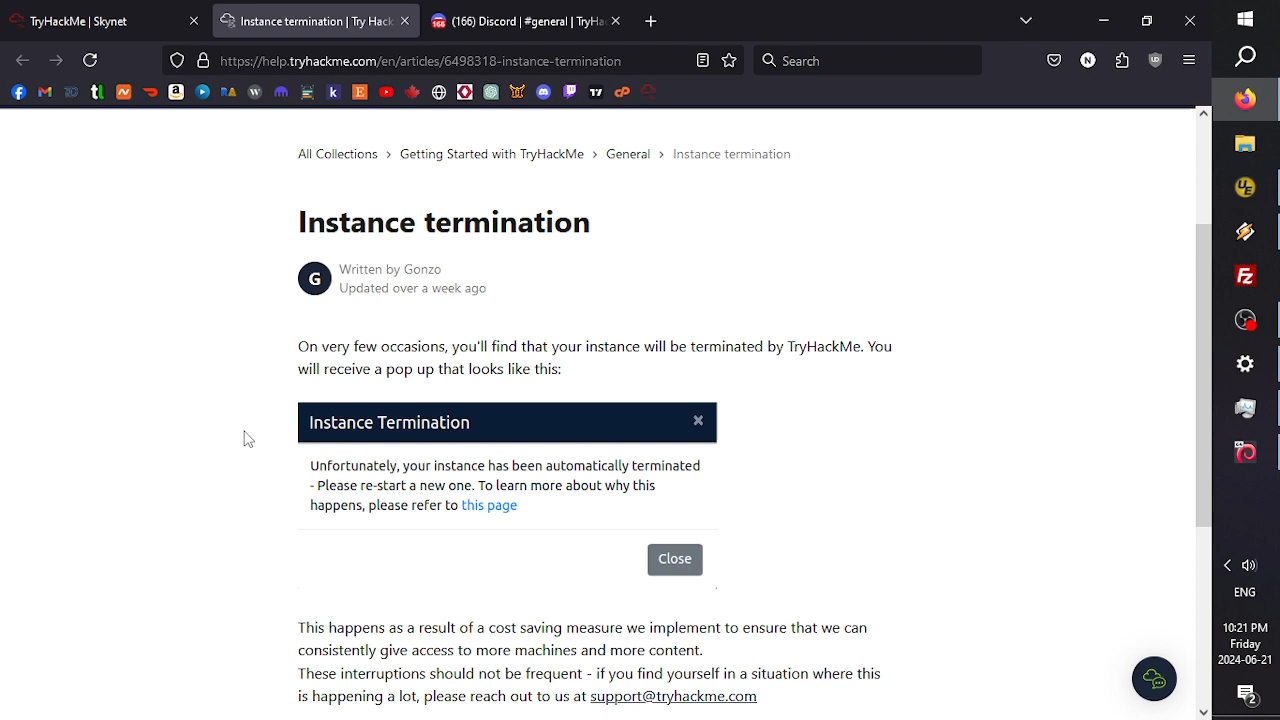 TryHackMe | Skynet
Instance termination | Try Hack
(166) Discord | #general | TryHa
https://help.tryhackme.com/en/articles/6498318-instance-termination
Search
All Collections > Getting Started with TryHackMe > General > Instance termination
Instance termination
G
Written by Gonzo
Updated over a week ago
On very few occasions, you'll find that your instance will be terminated by TryHackMe. You
will receive a pop up that looks like this:
Instance Termination
Unfortunately, your instance has been automatically terminated
- Please re-start a new one. To learn more about why this
happens, please refer to this page
Close
This happens as a result of a cost saving measure we implement to ensure that we can
consistently give access to more machines and more content.
These interruptions should not be frequent - if you find yourself in a situation where this
is happening a lot, please reach out to us at support@tryhackme.com
ENG
10:21 PM
Friday
2024-06-21
2